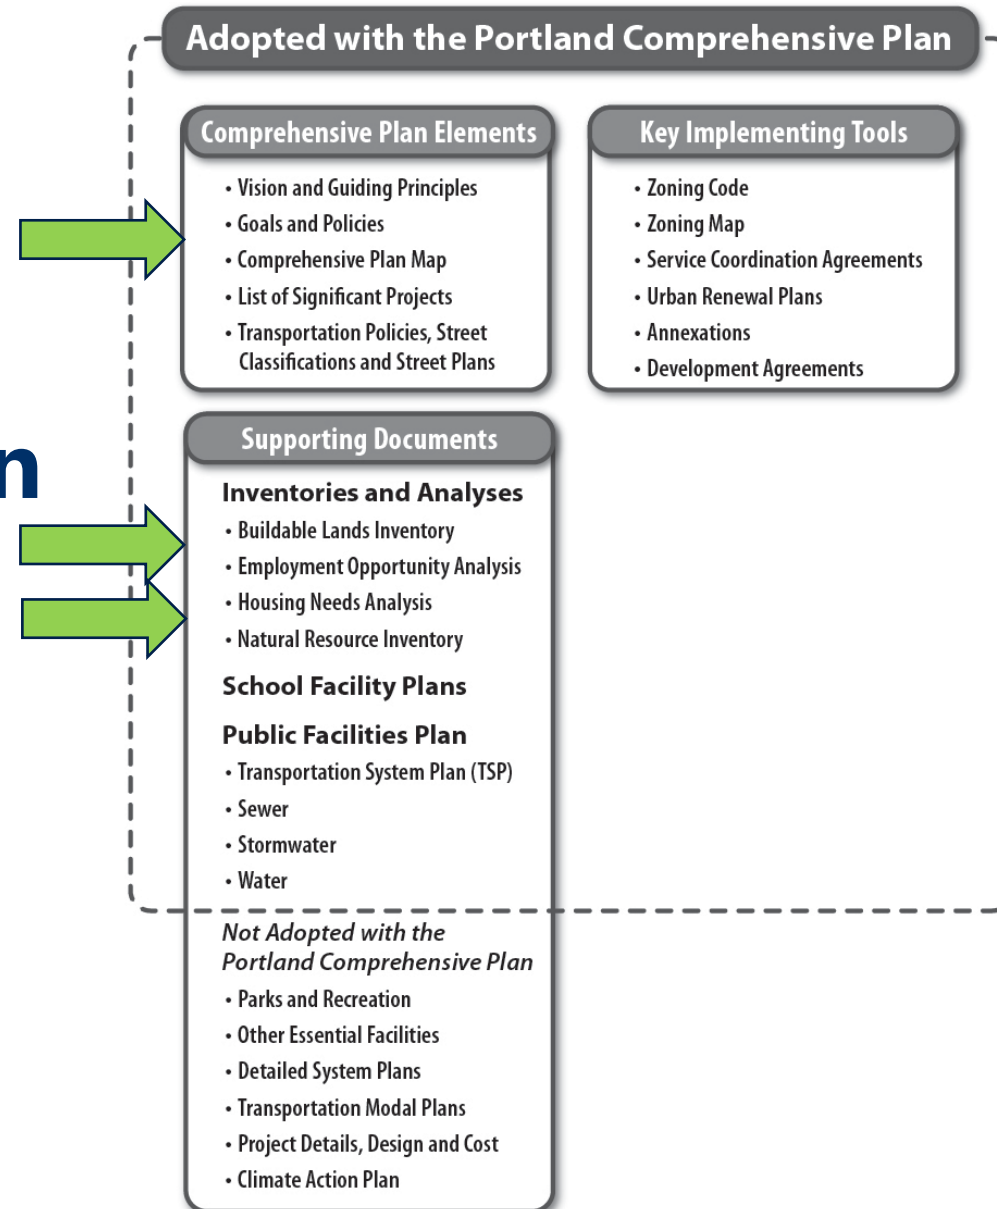 Adopted with the Portland Comprehensive Plan
Comprehensive Plan Elements
• Vision and Guiding Principles
• Goals and Policies
• Comprehensive Plan Map
• List of Significant Projects
• Transportation Policies, Street
Classifications and Street Plans
Key Implementing Tools
• Zoning Code
• Zoning Map
• Service Coordination Agreements
• Urban Renewal Plans
• Annexations
• Development Agreements
n
Supporting Documents
Inventories and Analyses
• Buildable Lands Inventory
• Employment Opportunity Analysis
• Housing Needs Analysis
• Natural Resource Inventory
School Facility Plans
Public Facilities Plan
• Transportation System Plan (TSP)
• Sewer
• Stormwater
• Water
Not Adopted with the
Portland Comprehensive Plan
• Parks and Recreation
• Other Essential Facilities
• Detailed System Plans
• Transportation Modal Plans
• Project Details, Design and Cost
• Climate Action Plan